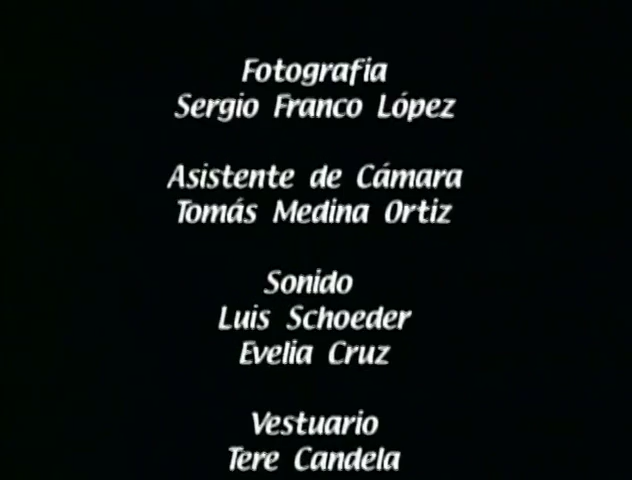 Fotografia
Sergio Franco López
Asistente de Cámara
Tomás Medina Ortiz
Sonido
Luis Schoeder
Evelia Cruz
Vestuario
Tere Candela